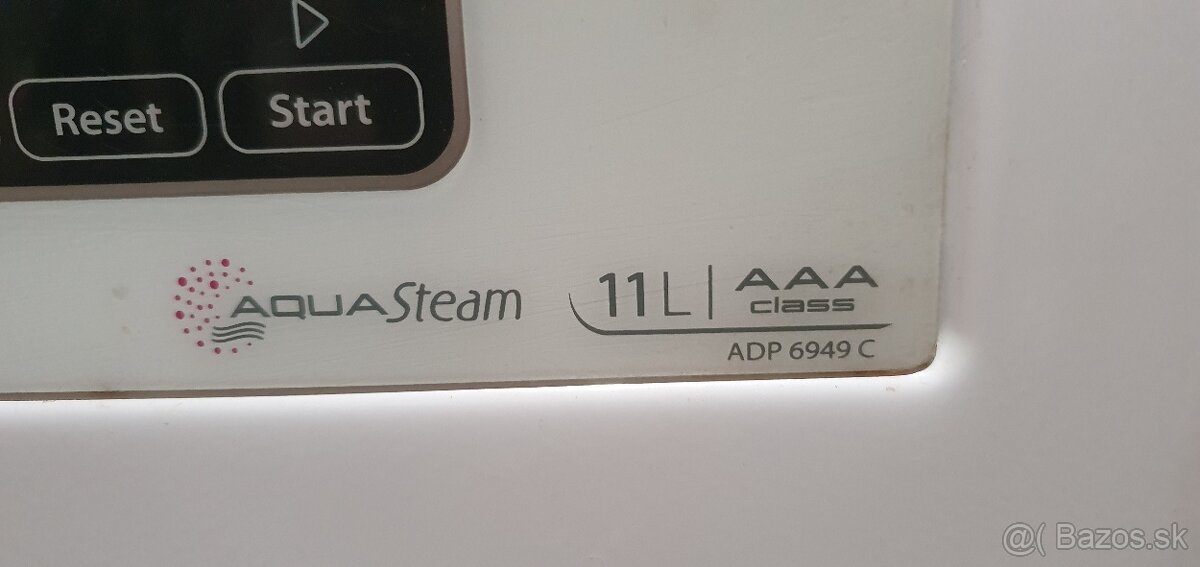 Reset
Start
AQUASteam
11L | AAA
class
ADP 6949 C
@( Bazos.sk